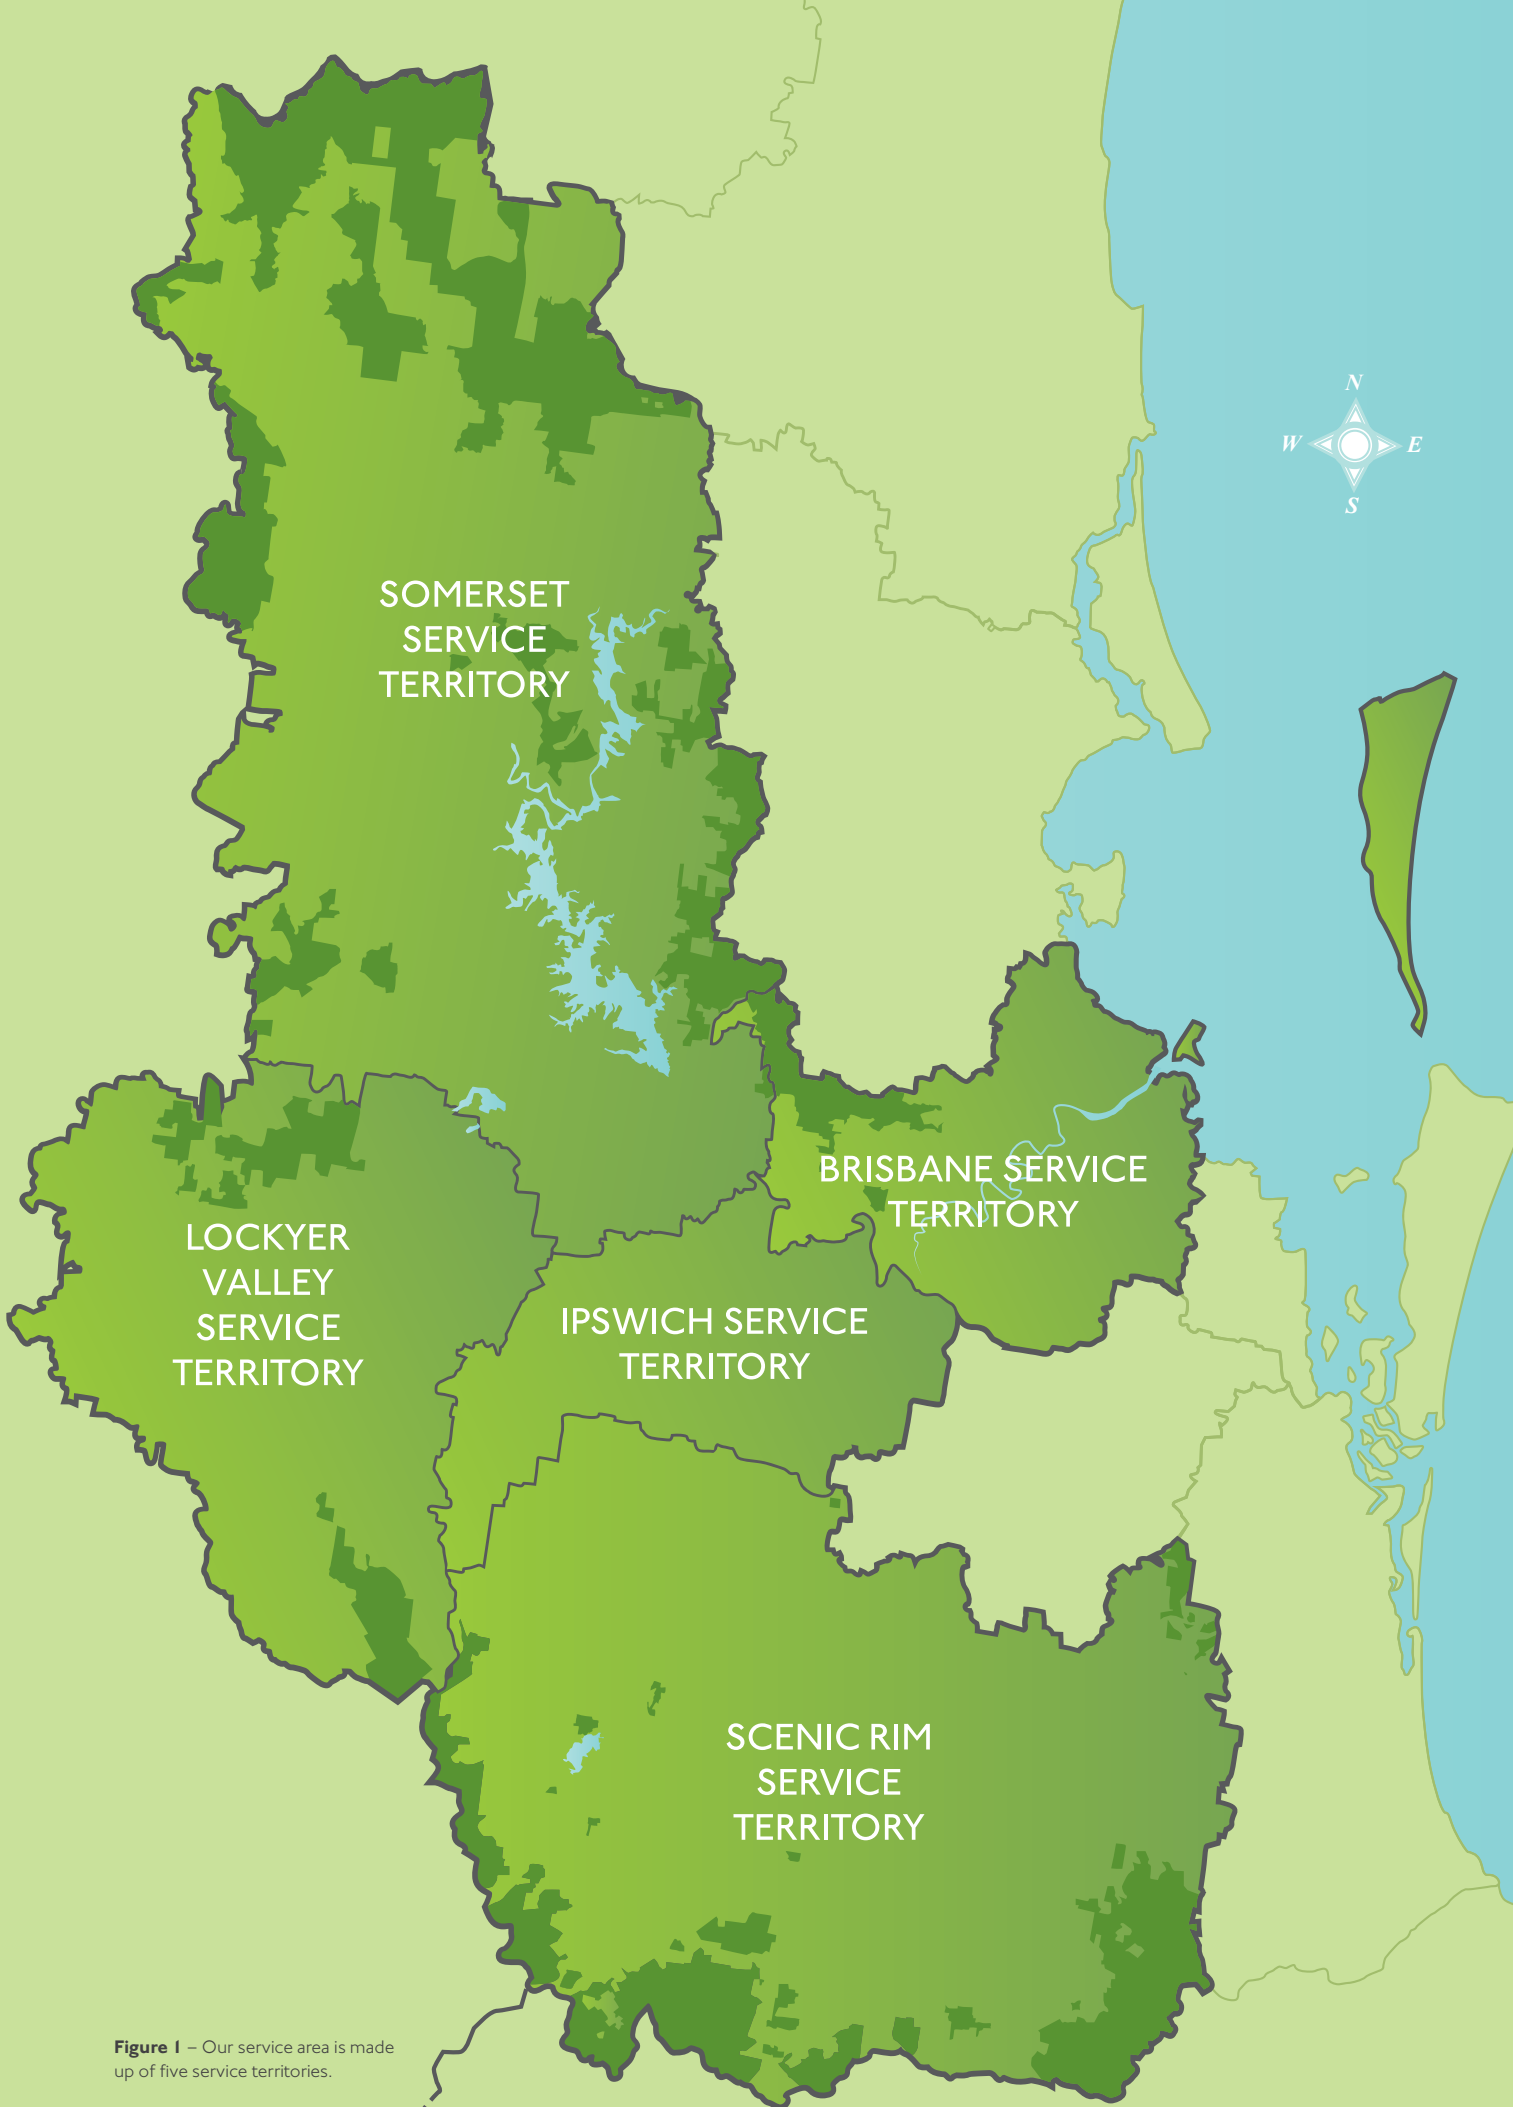 N
W
E
S
SOMERSET
SERVICE
TERRITORY
BRISBANE SERVICE
TERRITORY
LOCKYER
VALLEY
SERVICE
TERRITORY
IPSWICH SERVICE
TERRITORY
SCENIC RIM
SERVICE
TERRITORY
Figure 1 – Our service area is made
up of five service territories.